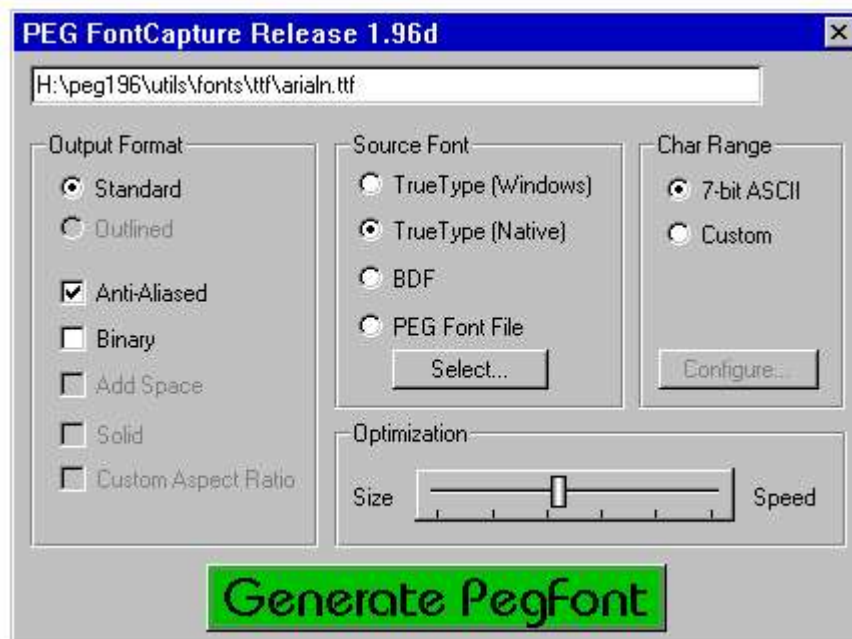 PEG FontCapture Release 1.96d
H:\peg196\utils\fonts\ttf\arialn.ttf
Output Format
Standard
Outlined
Anti-Aliased
Binary
Add Space
Solid
Custom Aspect Ratio
Source Font
TrueType (Windows)
TrueType (Native)
BDF
PEG Font File
Select...
Char Range
7-bit ASCII
Custom
Configure...
Optimization
Size Speed
Generate PegFont